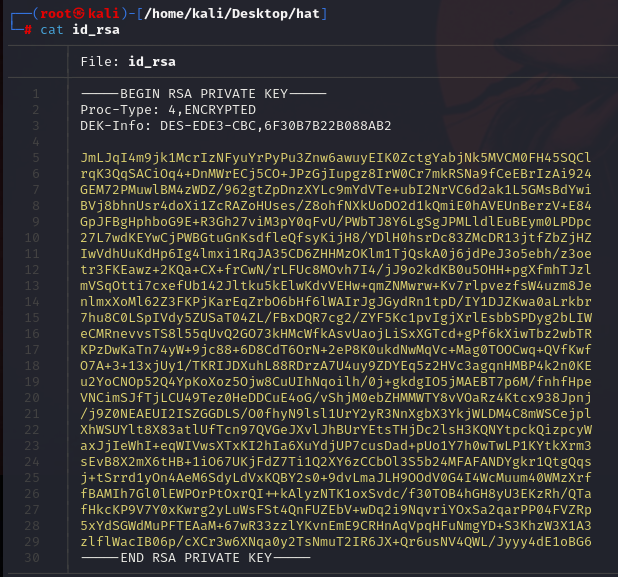 ┌──(root㉿kali)-[/home/kali/Desktop/hat]
└─# cat id_rsa
File: id_rsa
1 -----BEGIN RSA PRIVATE KEY-----
2 Proc-Type: 4,ENCRYPTED
3 DEK-Info: DES-EDE3-CBC,6F30B7B22B088AB2
4
5 JmLJqI4m9jk1McrIzNFyuYrPyPu3Znw6awuyEIK0ZctgYabjNk5MVCM0FH45SQCl
6 rqK3QqSACiOq4+DnMWrECj5CO+JPzGjIupgz8IrW0Cr7mkRSNa9fCeEBrIzAi924
7 GEM72PMuwlBM4zWDZ/962gtZpDnzXYLc9mYdVTe+ubI2NrVC6d2ak1L5GMsBdYwi
8 BVj8bhnUsr4doXi1ZcRAZoHUses/Z8ohfNXkUoDO2d1kQmiE0hAVEUnBerzV+E84
9 GpJFBgHphboG9E+R3Gh27viM3pY0qFvU/PWbTJ8Y6LgSgJPMLldlEuBEym0LPDpc
10 27L7wdKEYwCjPWBGtuGnKsdfleQfsyKijH8/YDlH0hsrDc83ZMcDR13jtfZbZjHZ
11 IwVdhUuKdHp6Ig4lmxi1RqJA35CD6ZHHMzOKlm1TjQskA0j6jdPeJ3o5ebh/z3oe
12 tr3FKEawz+2KQa+CX+frCwN/rLFUc8MOvh7I4/jJ9o2kdKB0u5OHH+pgXfmhTJzl
13 mVSqOtti7cxefUb142Jltku5kElwKdvVEHw+qmZNMwrw+Kv7rlpvezfsW4uzm8Je
14 nlmxXoMl62Z3FKPjKarEqZrbO6bHf6lWAIrJgJGydRn1tpD/IY1DJZKwa0aLrkbr
15 7hu8C0LSpIVdy5ZUSaT04ZL/FBxDQR7cg2/ZYF5Kc1pvIgjXrlEsbbSPDyg2bLIW
16 eCMRnevvsTS8l55qUvQ2GO73kHMcWfkAsvUaojLiSxXGTcd+gPf6kXiwTbz2wbTR
17 KPzDwKaTn74yW+9jc88+6D8CdT6OrN+2eP8K0ukdNwMqVc+Mag0TOOCwq+QVfKwf
18 O7A+3+13xjUy1/TKRIJDXuhL88RDrzA7U4uy9ZDYEq5z2HVc3agqnHMBP4k2n0KE
19 u2YoCNOp52Q4YpKoXoz5Ojw8CuUIhNqoilh/0j+gkdgIO5jMAEBT7p6M/fnhfHpe
20 VNCimSJfTjLCU49Tez0HeDDCuE4oG/vShjM0ebZHMMWTY8vVOaRz4Ktcx938Jpnj
21 /j9Z0NEAEUI2ISZGGDLS/O0fhyN9lsl1UrY2yR3NnXgbX3YkjWLDM4C8mWSCejpl
22 XhWSUYlt8X83atlUfTcn97QVGeJXvlJhBUrYEtsTHjDc2lsH3KQNYtpckQizpcyW
23 axJjIeWhI+eqWIVwsXTxKI2hIa6XuYdjUP7cusDad+pUo1Y7h0wTwLP1KYtkXrm3
24 sEvB8X2mX6tHB+1iO67UKjFdZ7Ti1Q2XY6zCCbOl3S5b24MFAFANDYgkr1QtgQqs
25 j+tSrrd1yOn4AeM6SdyLdVxKQBY2s0+9dvLmaJLH9OOdV0G4I4WcMuum40WMzXrf
26 fBAMIh7Gl0lEWPOrPtOxrQI++kAlyzNTK1oxSvdc/f30TOB4hGH8yU3EKzRh/QTa
27 fHkcKP9V7Y0xKwrg2yLuWsFSt4QnFUZEbV+wDq2i9NqvriYOxSa2qarPP04FVZRp
28 5xYdSGWdMuPFTEAaM+67wR33zzlYKvnEmE9CRHnAqVpqHFuNmgYD+S3KhzW3X1A3
29 zlflWacIB06p/cXCr3w6XNqa0y2TsNmuT2IR6JX+Qr6usNV4QWL/Jyyy4dE1oBG6
30 -----END RSA PRIVATE KEY-----